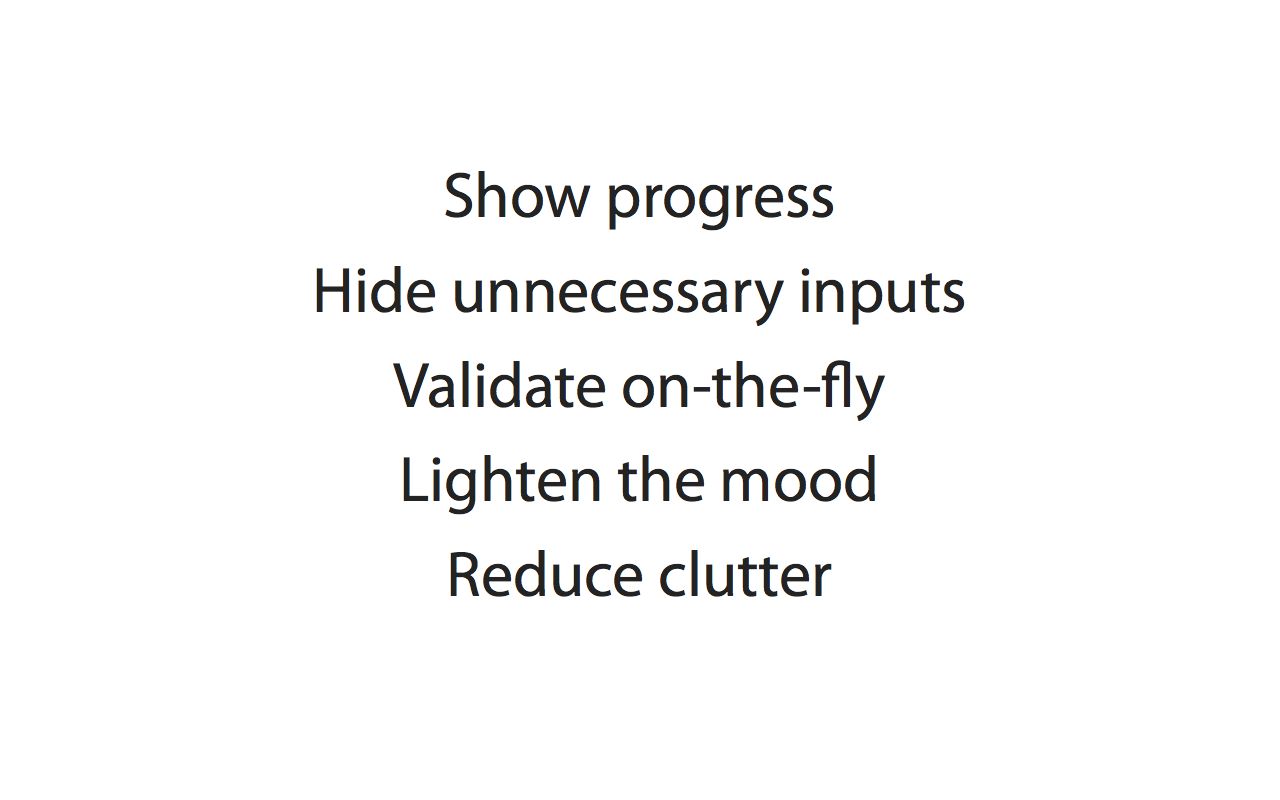 Show progress
Hide unnecessary inputs
Validate on-the-fly
Lighten the mood
Reduce clutter